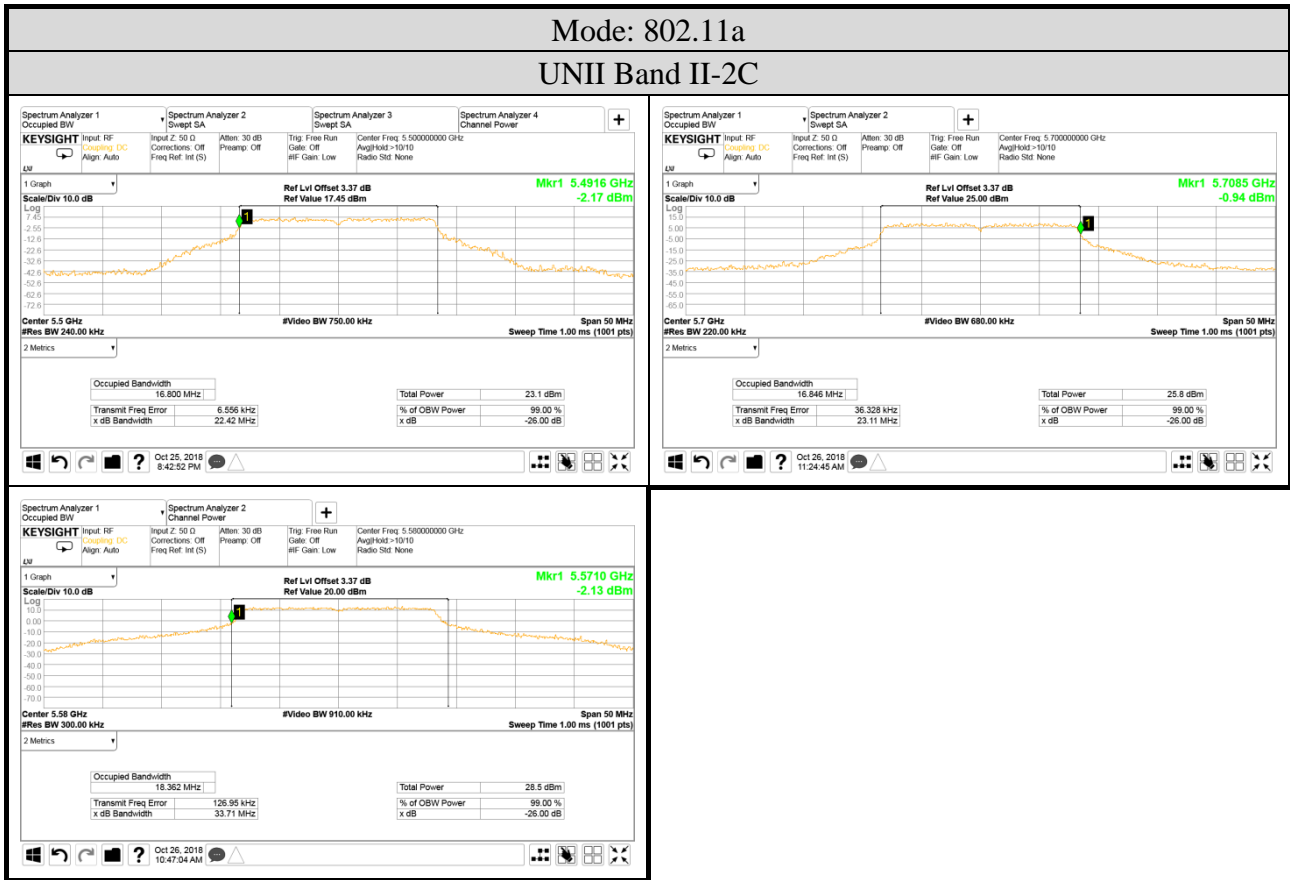 Mode: 802.11a
UNII Band II-2C
Spectrum Analyzer 1
Occupied BW
Spectrum Analyzer 2
Swept SA
Spectrum Analyzer 3
Swept SA
Spectrum Analyzer 4
Channel Power
+
KEYSIGHT
Input: RF
Coupling: DC
Align: Auto
Input Z: 50 Ω
Corrections: Off
Freq Ref: Int (S)
Atten: 30 dB
Preamp: Off
Trig: Free Run
Gate: Off
#IF Gain: Low
Center Freq: 5.500000000 GHz
Avg|Hold:>10/10
Radio Std: None
LXI
1 Graph
Scale/Div 10.0 dB
Ref Lvl Offset 3.37 dB
Ref Value 17.45 dBm
Mkr1 5.4916 GHz
-2.17 dBm
Log
7.45
-2.55
-12.6
-22.6
-32.6
-42.6
-52.6
-62.6
-72.6
1
Center 5.5 GHz
#Res BW 240.00 kHz
#Video BW 750.00 kHz
Span 50 MHz
Sweep Time 1.00 ms (1001 pts)
2 Metrics
Occupied Bandwidth
16.800 MHz
Transmit Freq Error 6.556 kHz
x dB Bandwidth 22.42 MHz
Total Power 23.1 dBm
% of OBW Power 99.00 %
x dB -26.00 dB
?
Oct 25, 2018
8:42:52 PM
Spectrum Analyzer 1
Occupied BW
Spectrum Analyzer 2
Swept SA
+
KEYSIGHT
Input: RF
Coupling: DC
Align: Auto
Input Z: 50 Ω
Corrections: Off
Freq Ref: Int (S)
Atten: 30 dB
Preamp: Off
Trig: Free Run
Gate: Off
#IF Gain: Low
Center Freq: 5.700000000 GHz
Avg|Hold:>10/10
Radio Std: None
LXI
1 Graph
Scale/Div 10.0 dB
Ref Lvl Offset 3.37 dB
Ref Value 25.00 dBm
Mkr1 5.7085 GHz
-0.94 dBm
Log
15.0
5.00
-5.00
-15.0
-25.0
-35.0
-45.0
-55.0
-65.0
1
Center 5.7 GHz
#Res BW 220.00 kHz
#Video BW 680.00 kHz
Span 50 MHz
Sweep Time 1.00 ms (1001 pts)
2 Metrics
Occupied Bandwidth
16.846 MHz
Transmit Freq Error 36.328 kHz
x dB Bandwidth 23.11 MHz
Total Power 25.8 dBm
% of OBW Power 99.00 %
x dB -26.00 dB
?
Oct 26, 2018
11:24:45 AM
Spectrum Analyzer 1
Occupied BW
Spectrum Analyzer 2
Channel Power
+
KEYSIGHT
Input: RF
Coupling: DC
Align: Auto
Input Z: 50 Ω
Corrections: Off
Freq Ref: Int (S)
Atten: 30 dB
Preamp: Off
Trig: Free Run
Gate: Off
#IF Gain: Low
Center Freq: 5.580000000 GHz
Avg|Hold:>10/10
Radio Std: None
LXI
1 Graph
Scale/Div 10.0 dB
Ref Lvl Offset 3.37 dB
Ref Value 20.00 dBm
Mkr1 5.5710 GHz
-2.13 dBm
Log
10.0
0.00
-10.0
-20.0
-30.0
-40.0
-50.0
-60.0
-70.0
1
Center 5.58 GHz
#Res BW 300.00 kHz
#Video BW 910.00 kHz
Span 50 MHz
Sweep Time 1.00 ms (1001 pts)
2 Metrics
Occupied Bandwidth
18.362 MHz
Transmit Freq Error 126.95 kHz
x dB Bandwidth 33.71 MHz
Total Power 28.5 dBm
% of OBW Power 99.00 %
x dB -26.00 dB
?
Oct 26, 2018
10:47:04 AM